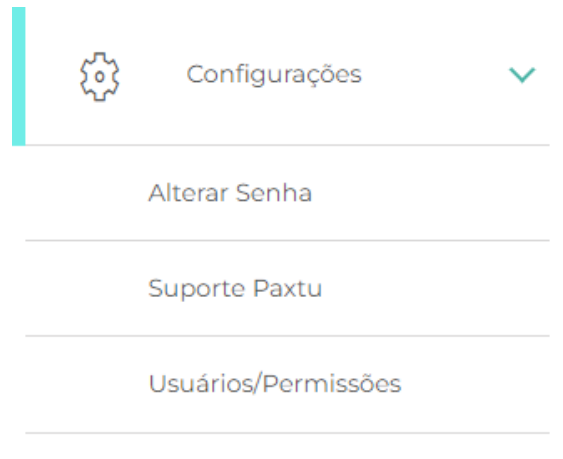 Configurações
Alterar Senha
Suporte Paxtu
Usuários/Permissões